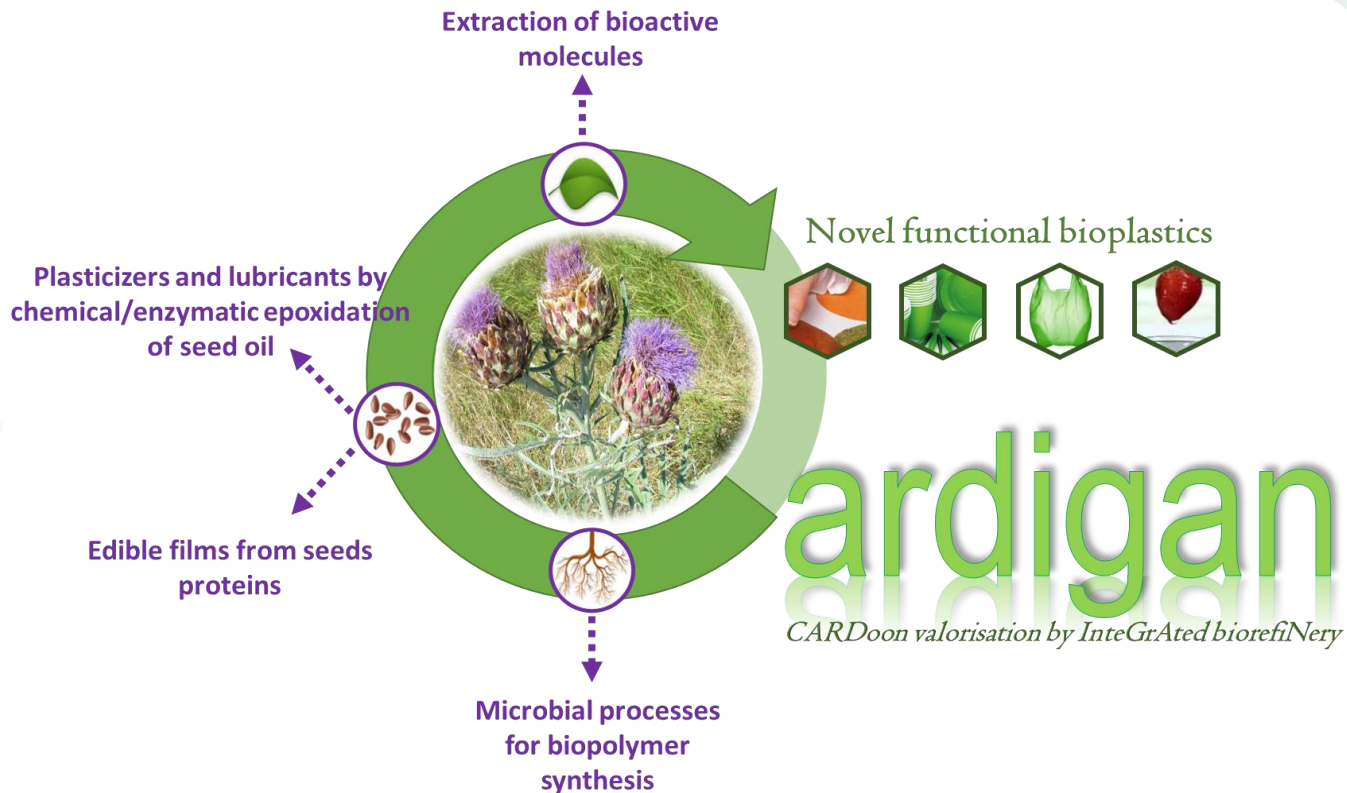 Extraction of bioactive
molecules
Plasticizers and lubricants by
chemical/enzymatic epoxidation
of seed oil
Novel functional bioplastics
ardigan
CARDoon valorisation by InteGrAted biorefiNery
Edible films from seeds
proteins
Microbial processes
for biopolymer
synthesis